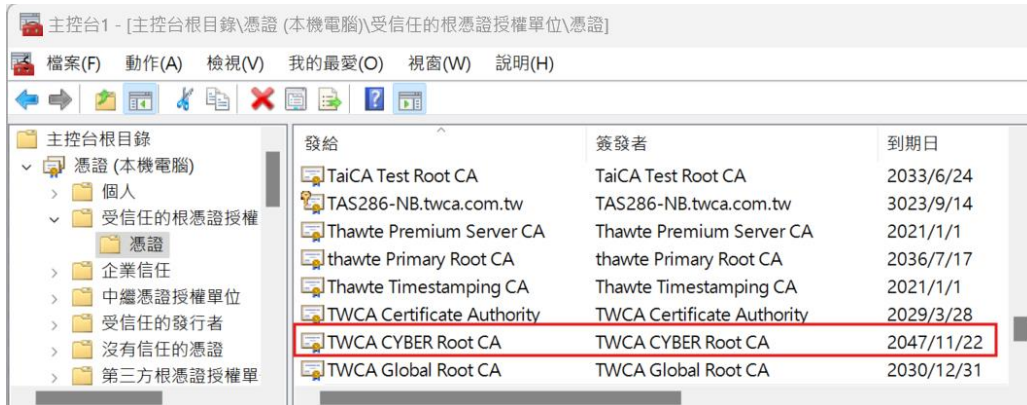 主控台1 - [主控台根目錄\憑證 (本機電腦)\受信任的根憑證授權單位\憑證]
檔案(F) 動作(A) 檢視(V) 我的最愛(O) 視窗(W) 說明(H)
主控台根目錄
憑證 (本機電腦)
個人
受信任的根憑證授權
憑證
企業信任
中繼憑證授權單位
受信任的發行者
沒有信任的憑證
第三方根憑證授權單
發給 簽發者 到期日
TaiCA Test Root CA TaiCA Test Root CA 2033/6/24
TAS286-NB.twca.com.tw TAS286-NB.twca.com.tw 3023/9/14
Thawte Premium Server CA Thawte Premium Server CA 2021/1/1
thawte Primary Root CA thawte Primary Root CA 2036/7/17
Thawte Timestamping CA Thawte Timestamping CA 2021/1/1
TWCA Certificate Authority TWCA Certificate Authority 2029/3/28
TWCA CYBER Root CA TWCA CYBER Root CA 2047/11/22
TWCA Global Root CA TWCA Global Root CA 2030/12/31